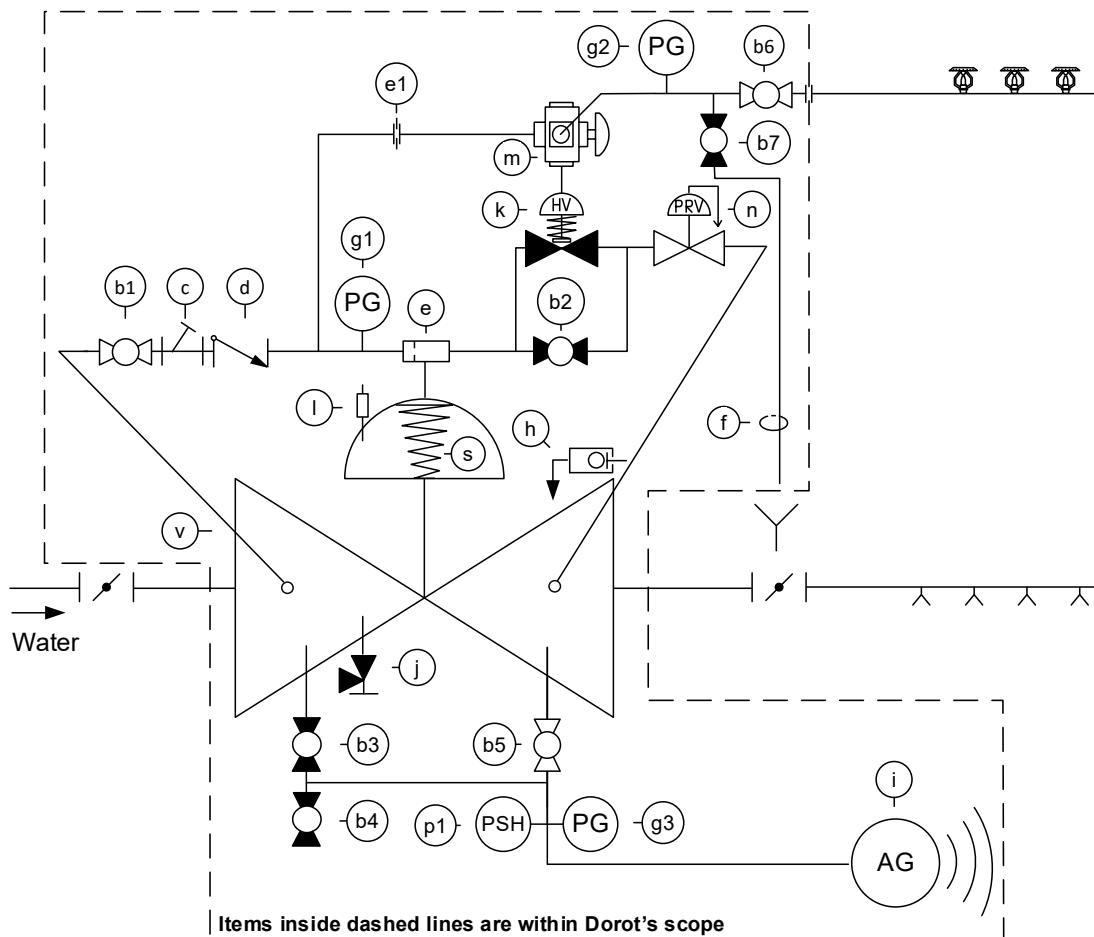 g2
PG
b6
e1
b7
m
k
HV
PRV
n
g1
b1
c
d
PG
e
b2
l
s
h
f
v
Water
j
b3
b5
i
b4
p1
PSH
PG
g3
AG
Items inside dashed lines are within Dorot's scope